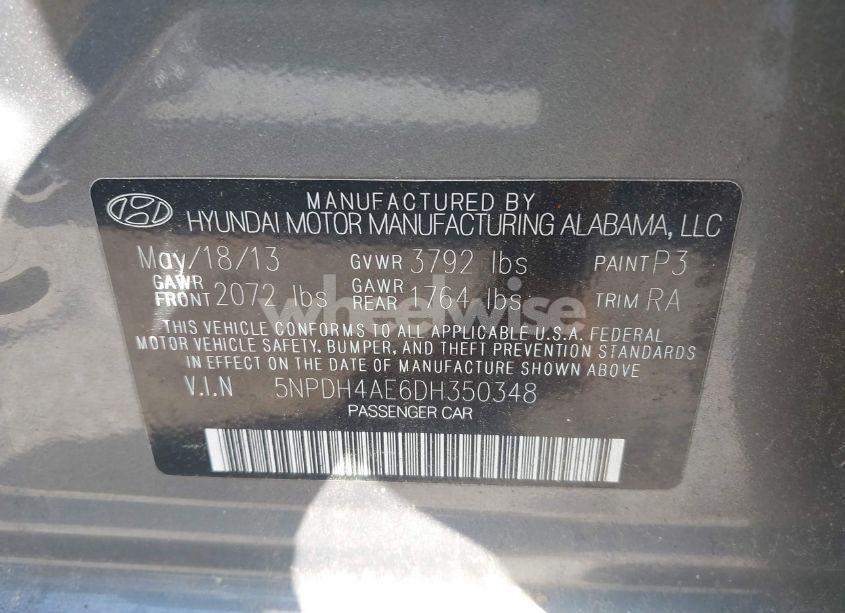 MANUFACTURED BY
HYUNDAI MOTOR MANUFACTURING ALABAMA, LLC
May/18/13 GVWR 3792 lbs PAINT P3
GAWR FRONT 2072 lbs GAWR REAR 1764 lbs TRIM RA
wheelwise
THIS VEHICLE CONFORMS TO ALL APPLICABLE U.S.A. FEDERAL
MOTOR VEHICLE SAFETY, BUMPER, AND THEFT PREVENTION STANDARDS
IN EFFECT ON THE DATE OF MANUFACTURE SHOWN ABOVE.
V.I.N 5NPDH4AE6DH350348
PASSENGER CAR